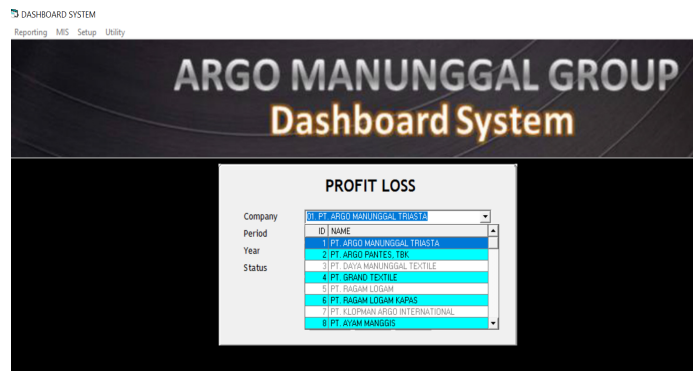 DASHBOARD SYSTEM
Reporting MIS Setup Utility
ARGO MANUNGGAL GROUP
Dashboard System
PROFIT LOSS
Company 01. PT. ARGO MANUNGGAL TRIASTA
Period
Year
Status
ID NAME
1 PT. ARGO MANUNGGAL TRIASTA
2 PT. ARGO PANTES, TBK
3 PT. DAYA MANUNGGAL TEXTILE
4 PT. GRAND TEXTILE
5 PT. RAGAM LOGAM
6 PT. RAGAM LOGAM KAPAS
7 PT. KLOPMAN ARGO INTERNATIONAL
8 PT. AYAM MANGGIS